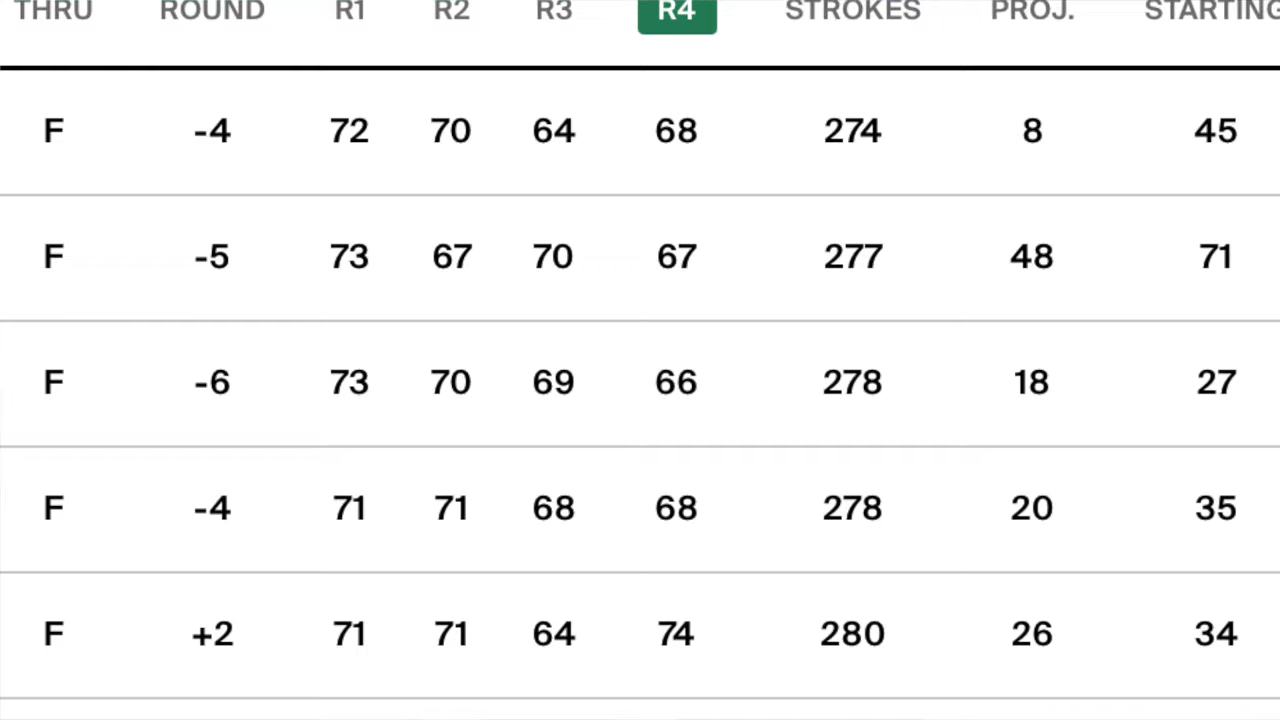 THRU ROUND R1 R2 R3 R4 STROKES PROJ. STARTING
F -4 72 70 64 68 274 8 45
F -5 73 67 70 67 277 48 71
F -6 73 70 69 66 278 18 27
F -4 71 71 68 68 278 20 35
F +2 71 71 64 74 280 26 34